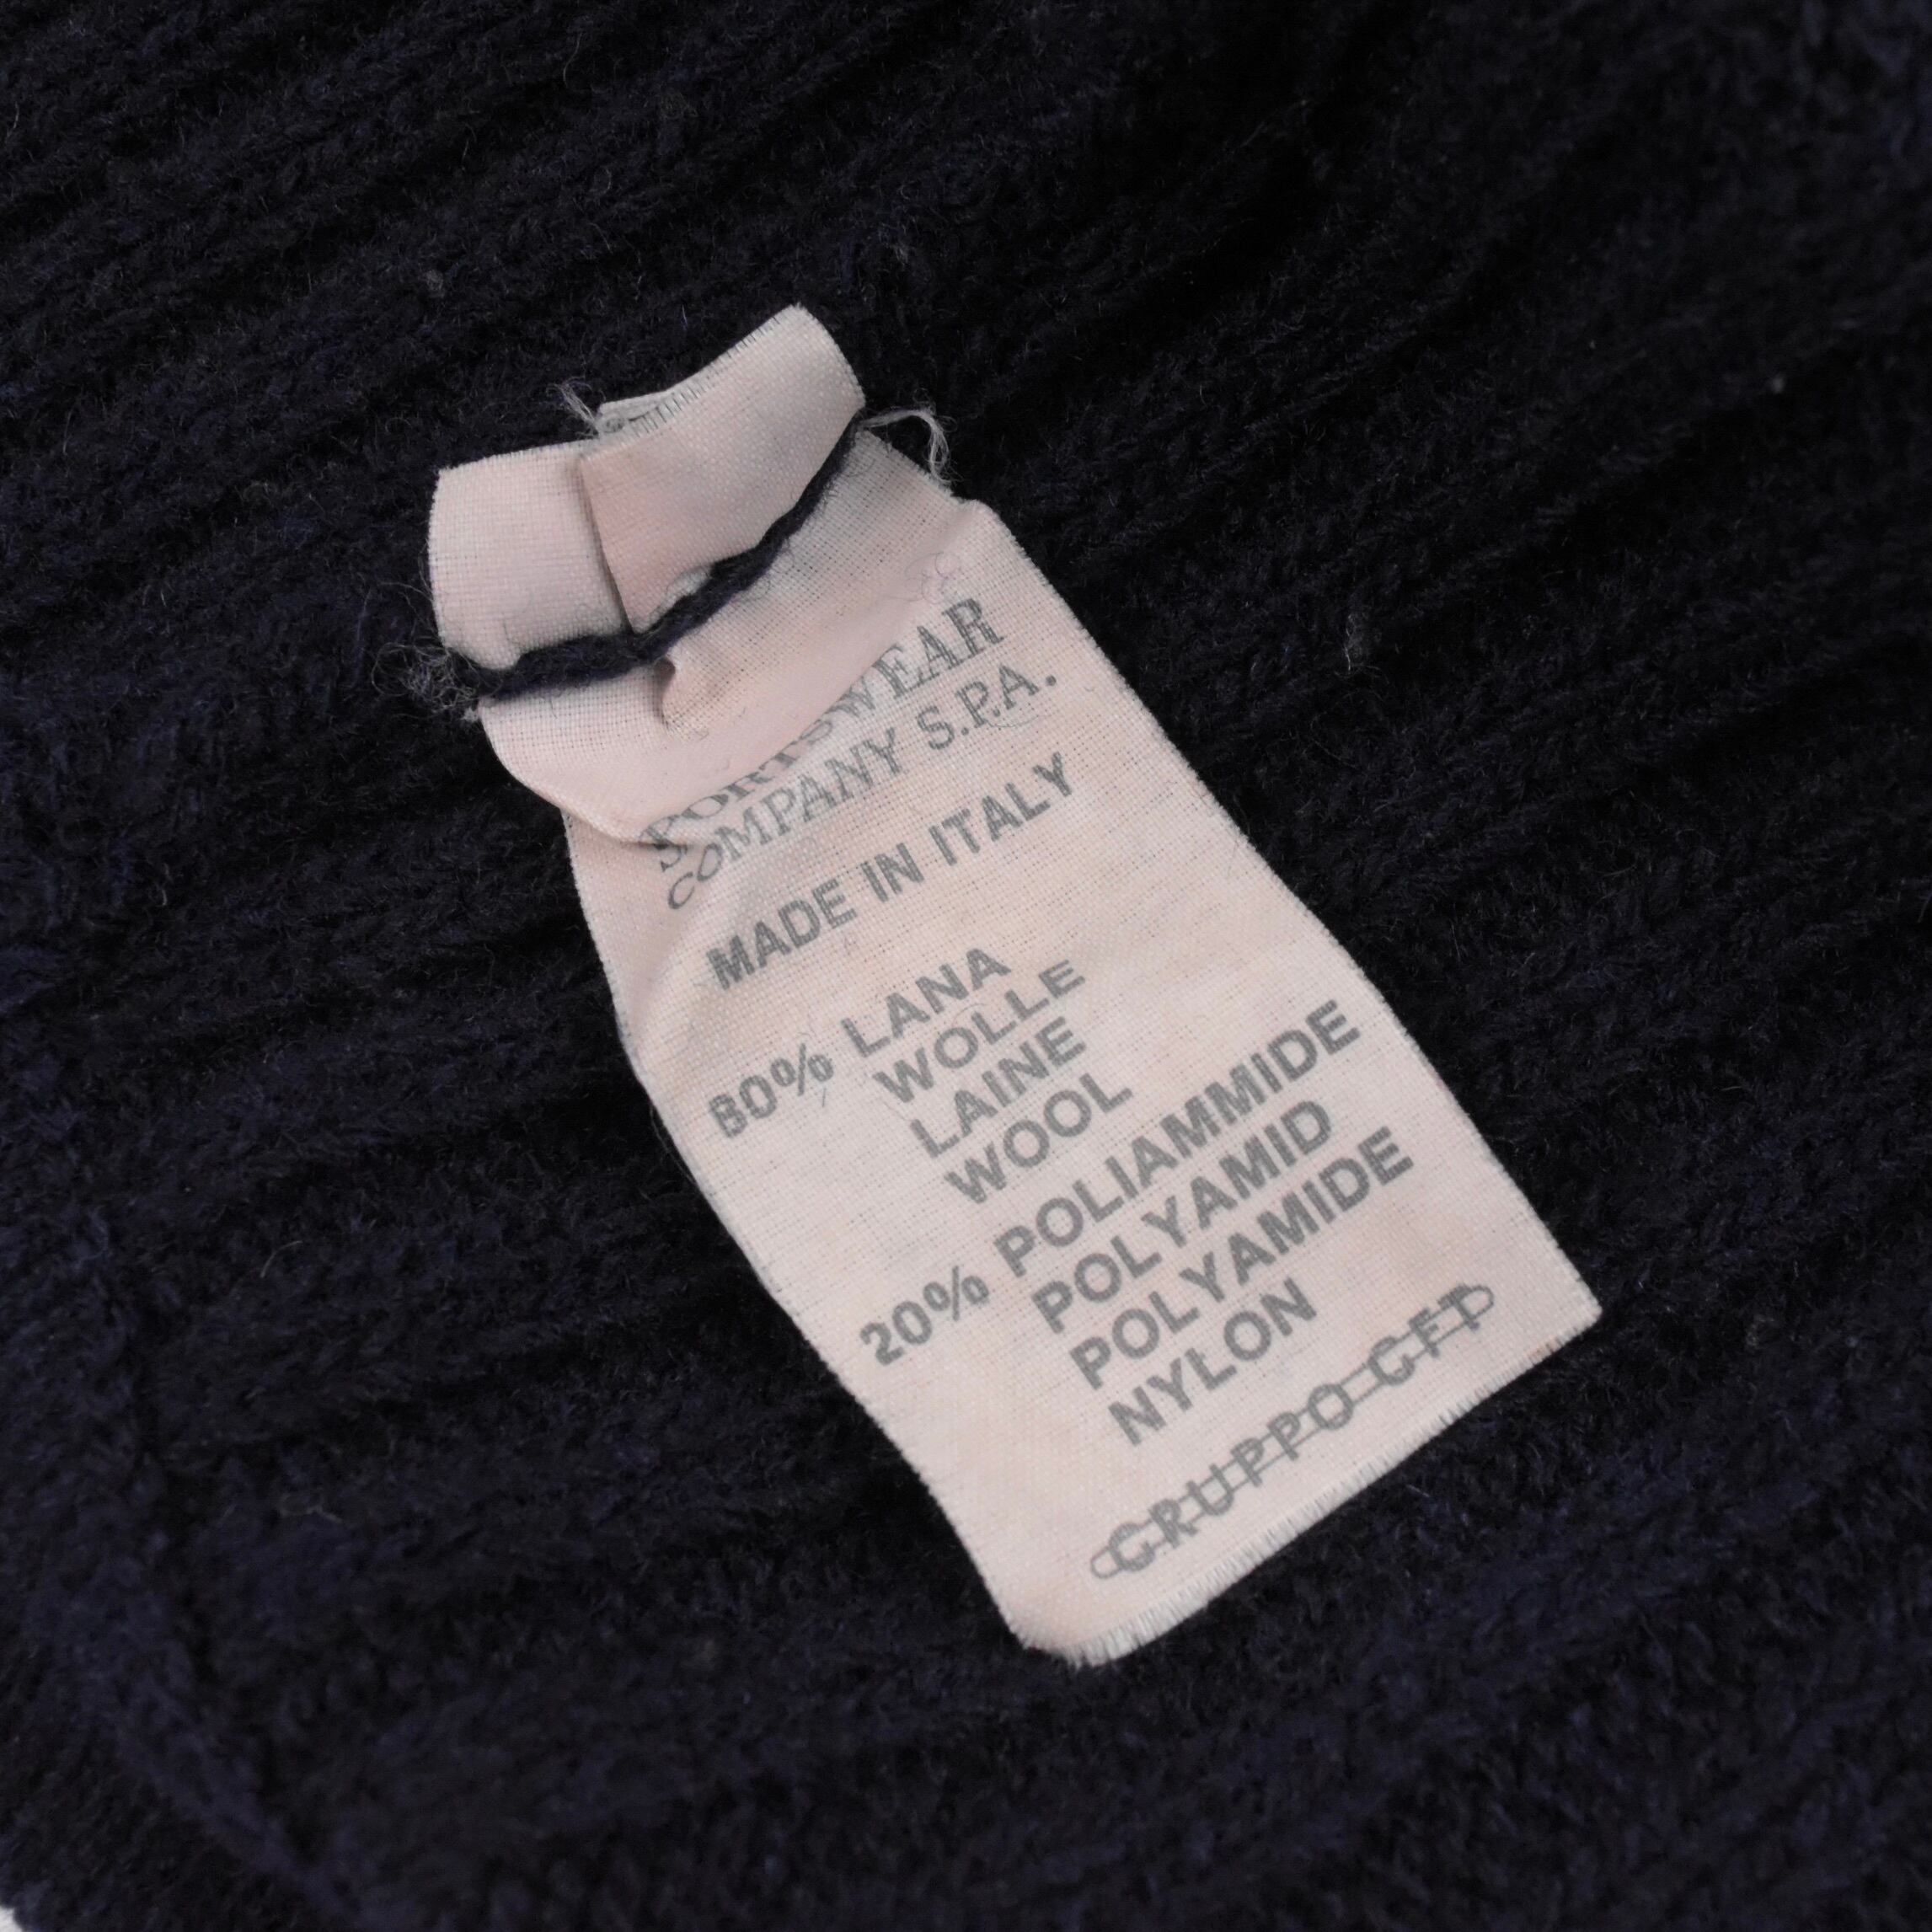 SPORTSWEAR
COMPANY S.P.A.
MADE IN ITALY
80% LANA
WOLLE
LAINE
WOOL
20% POLIAMMIDE
POLYAMID
POLYAMIDE
NYLON
GRUPPO GFT